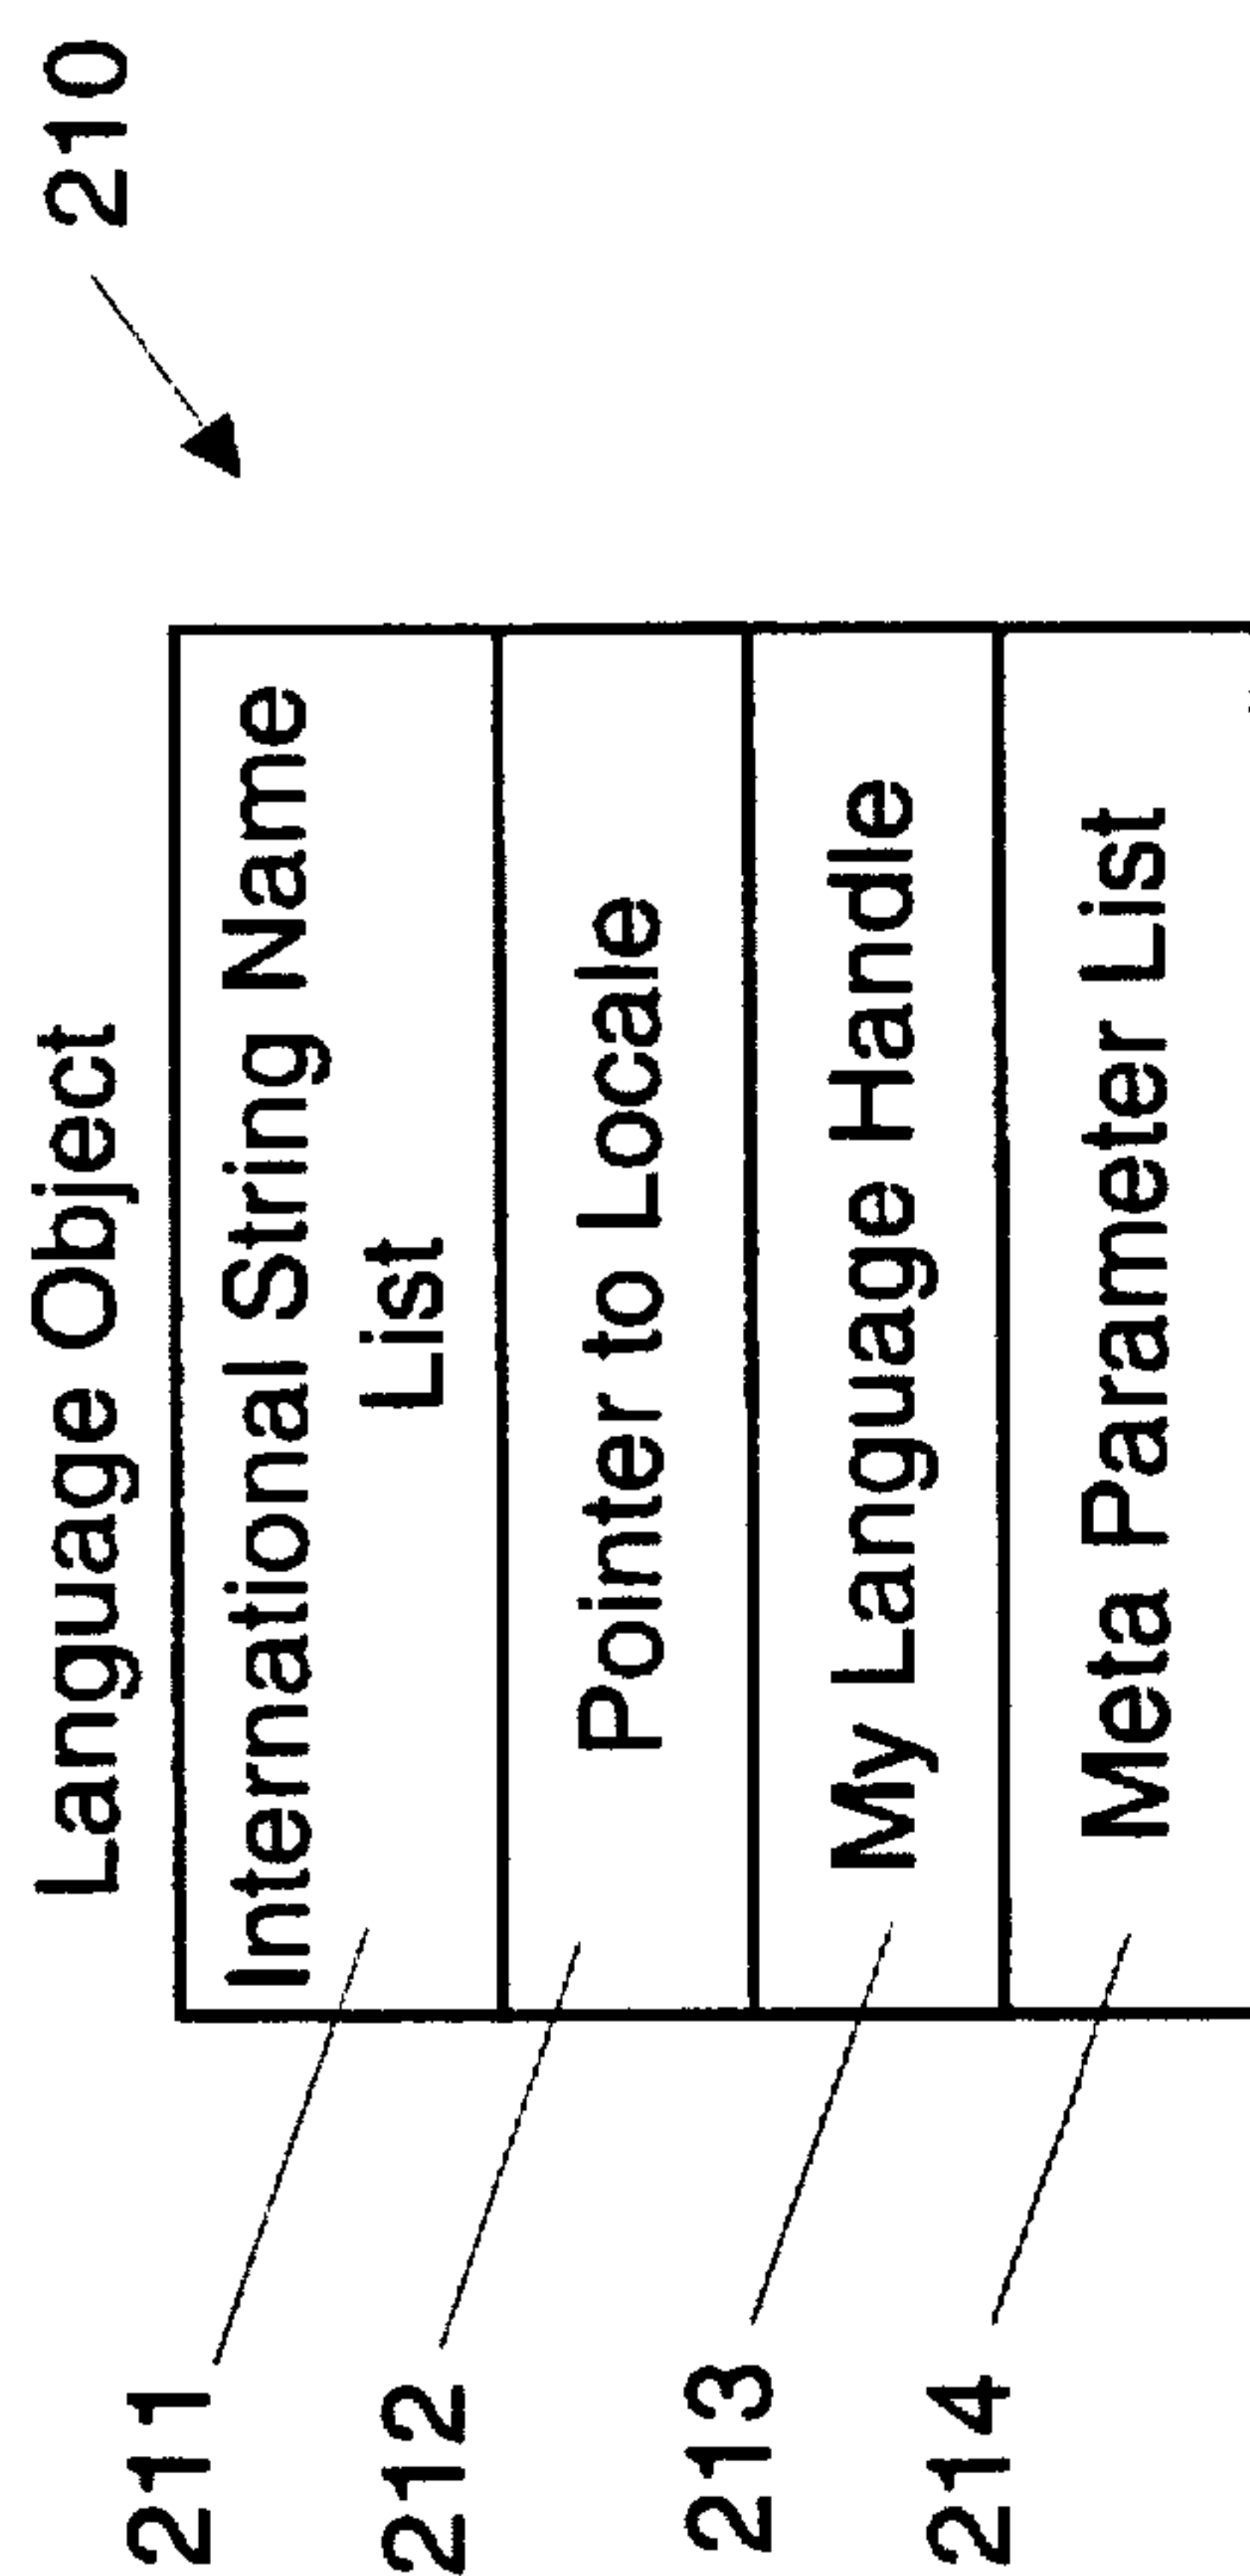 Language Object
210
211
International String Name
List
212
Pointer to Locale
213
My Language Handle
214
Meta Parameter List